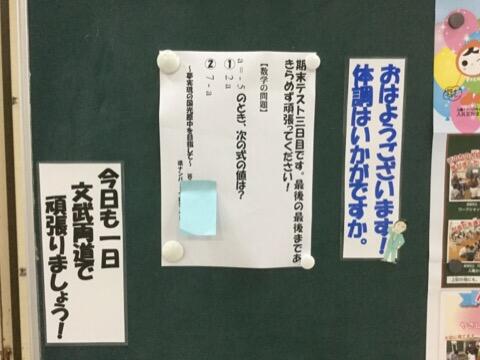 おはようございます!
体調はいかがですか。
期末テスト三日目です。最後の最後まであ
きらめず頑張ってください!
【数学の問題】
a=-5のとき、次の式の値は?
① 2a
② 7-a
今日も一日
文武両道で
頑張りましょう!